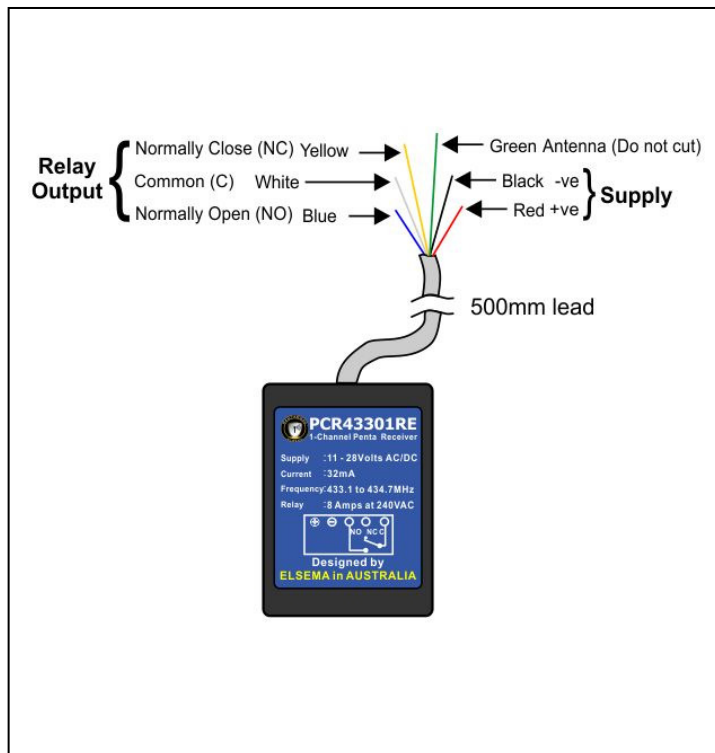 Relay
Output
Normally Close (NC) Yellow
Common (C) White
Normally Open (NO) Blue
Green Antenna (Do not cut)
Black -ve
Red +ve
Supply
500mm lead
PCR43301RE
1-Channel Penta Receiver
Supply :11 - 28Volts AC/DC
Current :32mA
Frequency:433.1 to 434.7MHz
Relay :8 Amps at 240VAC
NO NC C
Designed by
ELSEMA in AUSTRALIA